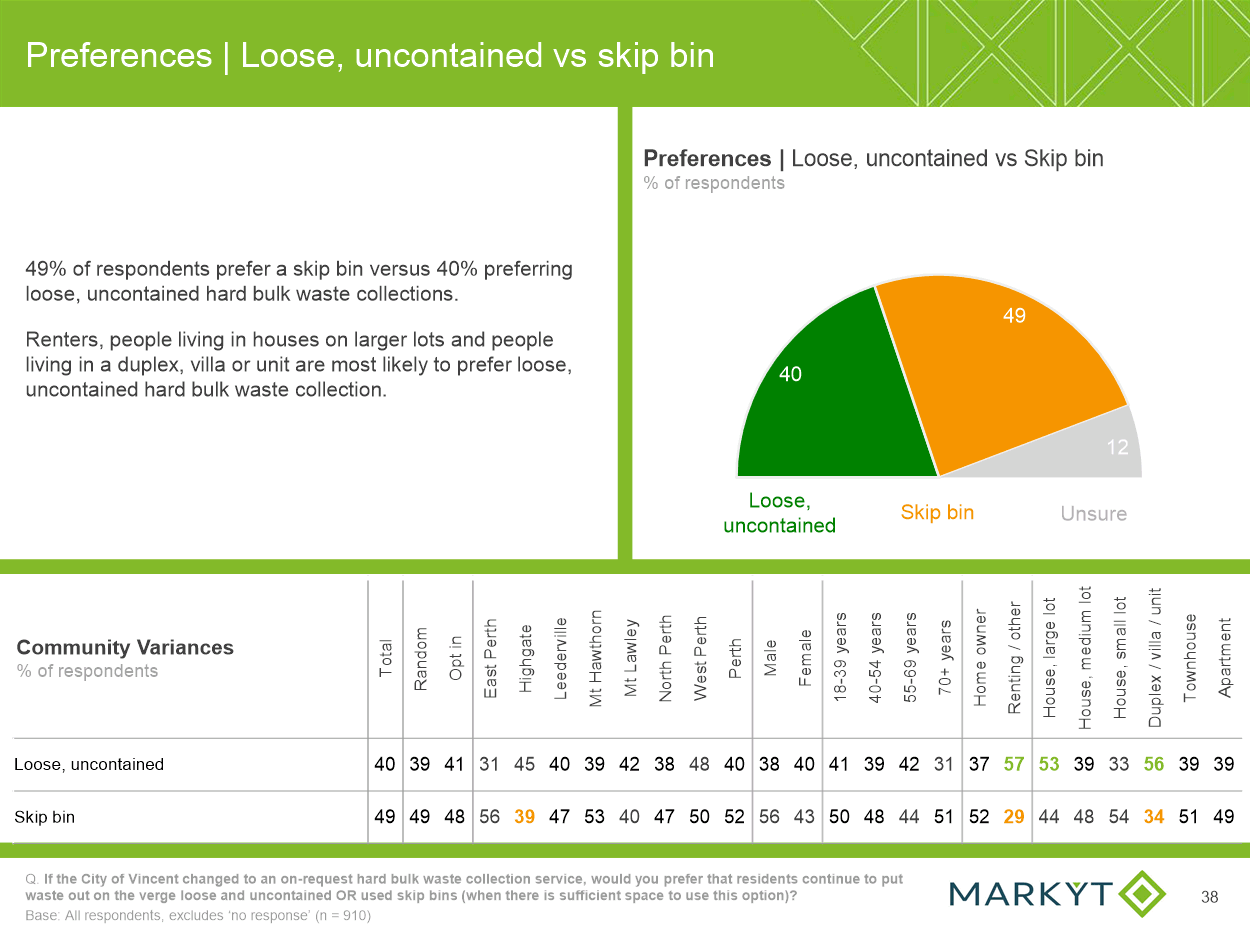 Preferences | Loose, uncontained vs skip bin
49% of respondents prefer a skip bin versus 40% preferring
loose, uncontained hard bulk waste collections.
Renters, people living in houses on larger lots and people
living in a duplex, villa or unit are most likely to prefer loose,
uncontained hard bulk waste collection.
Preferences | Loose, uncontained vs Skip bin
% of respondents
40
49
12
Loose,
uncontained
Skip bin
Unsure
Community Variances
% of respondents
Total
Random
Opt in
East Perth
Highgate
Leederville
Mt Hawthorn
Mt Lawley
North Perth
West Perth
Perth
Male
Female
18-39 years
40-54 years
55-69 years
70+ years
Home owner
Renting / other
House, large lot
House, medium lot
House, small lot
Duplex / villa / unit
Townhouse
Apartment
Loose, uncontained 40 39 41 31 45 40 39 42 38 48 40 38 40 41 39 42 31 37 57 53 39 33 56 39 39
Skip bin 49 49 48 56 39 47 53 40 47 50 52 56 43 50 48 44 51 52 29 44 48 54 34 51 49
Q. If the City of Vincent changed to an on-request hard bulk waste collection service, would you prefer that residents continue to put
waste out on the verge loose and uncontained OR used skip bins (when there is sufficient space to use this option)?
Base: All respondents, excludes ‘no response’ (n = 910)
MARKYT
38